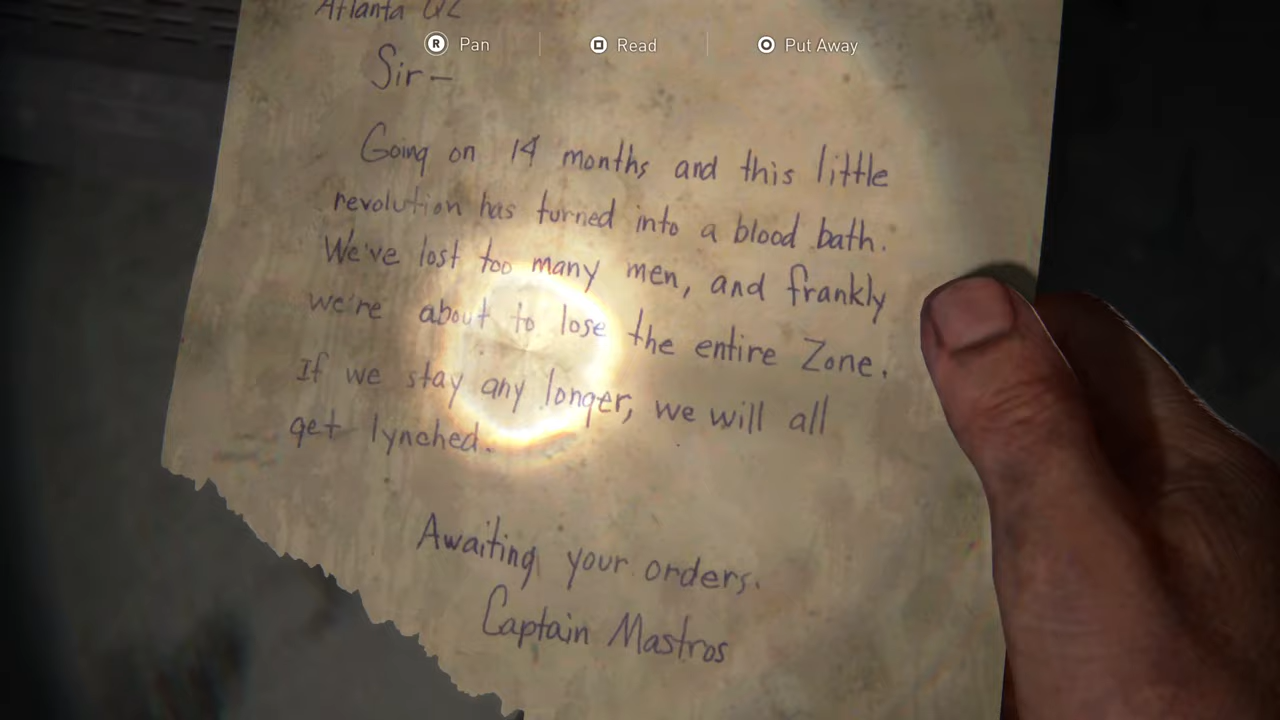 Atlanta QZ
R Pan Read Put Away
Sir—
Going on 14 months and this little
revolution has turned into a blood bath.
We've lost too many men, and frankly
we're about to lose the entire Zone.
If we stay any longer, we will all
get lynched.
Awaiting your orders.
Captain Mastros